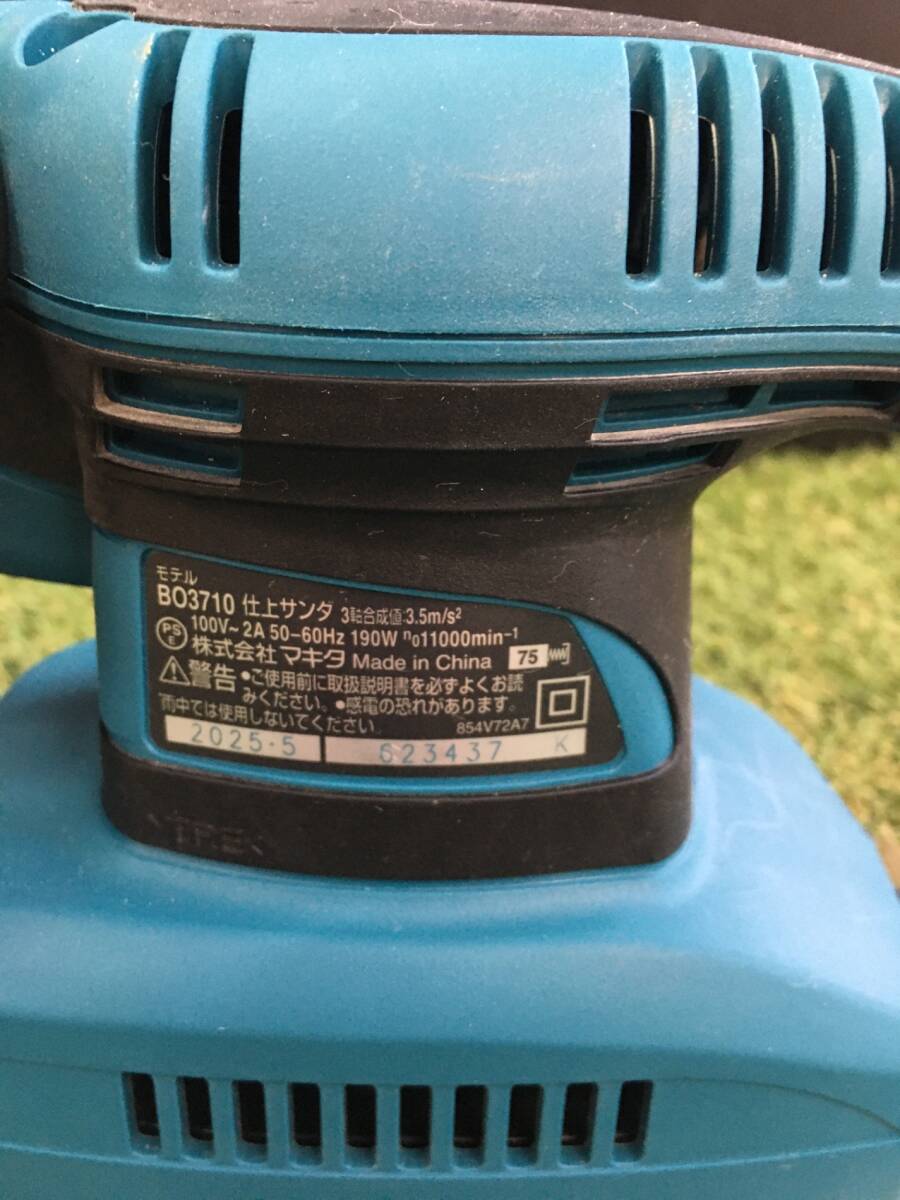 モデル
BO3710 仕上サンダ 3軸合成値:3.5m/s²
100V~2A 50-60Hz 190W n₀11000min⁻¹
PS
E
株式会社 マキタ Made in China 75
警告 ●ご使用前に取扱説明書を必ずよくお読
みください。 ●感電の恐れがあります。
雨中では使用しないでください。
854V72A7
2025.5 623437 K